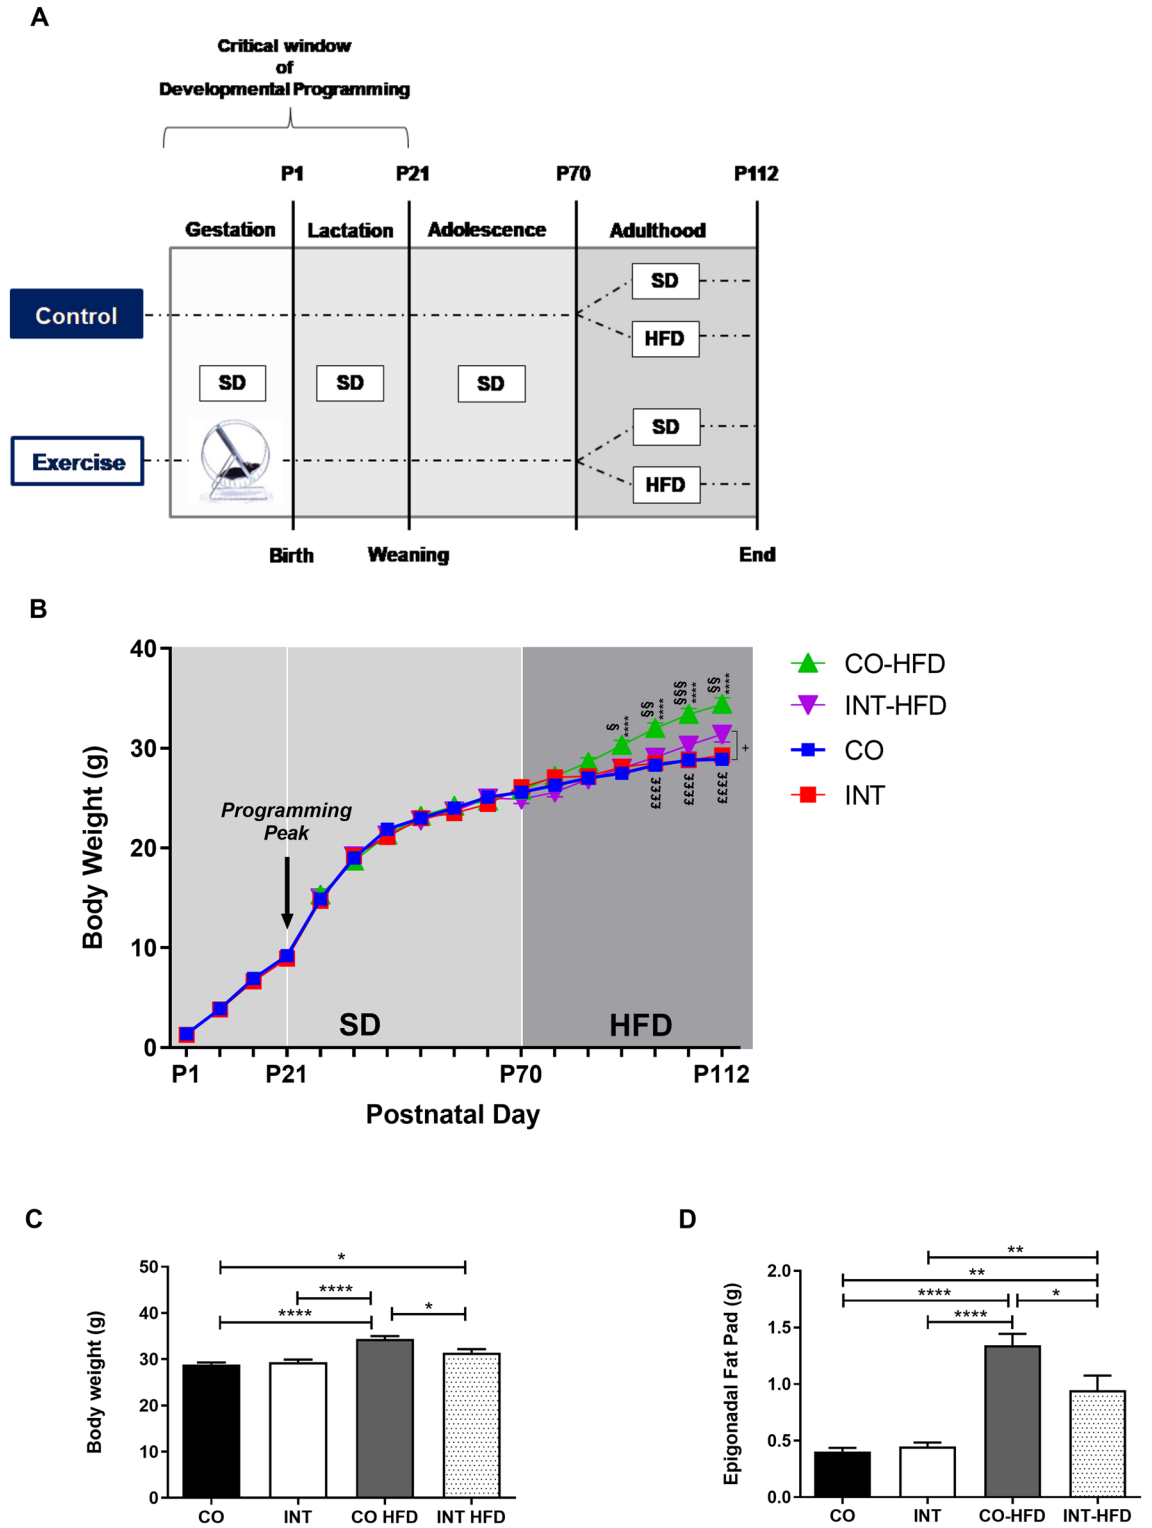 A
Critical window
of
Developmental Programming
P1 P21 P70 P112
Gestation Lactation Adolescence Adulthood
SD
Control
HFD
SD SD SD
SD
Exercise
HFD
Birth Weaning End
B
40
30
20
10
0
Body Weight (g)
Programming
Peak
SD HFD
P1 P21 P70 P112
Postnatal Day
§ **** §§ **** §§§ **** §§ ****
+
££££ ££££ ££££
CO-HFD
INT-HFD
CO
INT
C
50
40
30
20
10
0
Body weight (g)
*
****
*
****
CO INT CO HFD INT HFD
D
2.0
1.5
1.0
0.5
0.0
Epigonadal Fat Pad (g)
**
**
**** *
****
CO INT CO-HFD INT-HFD